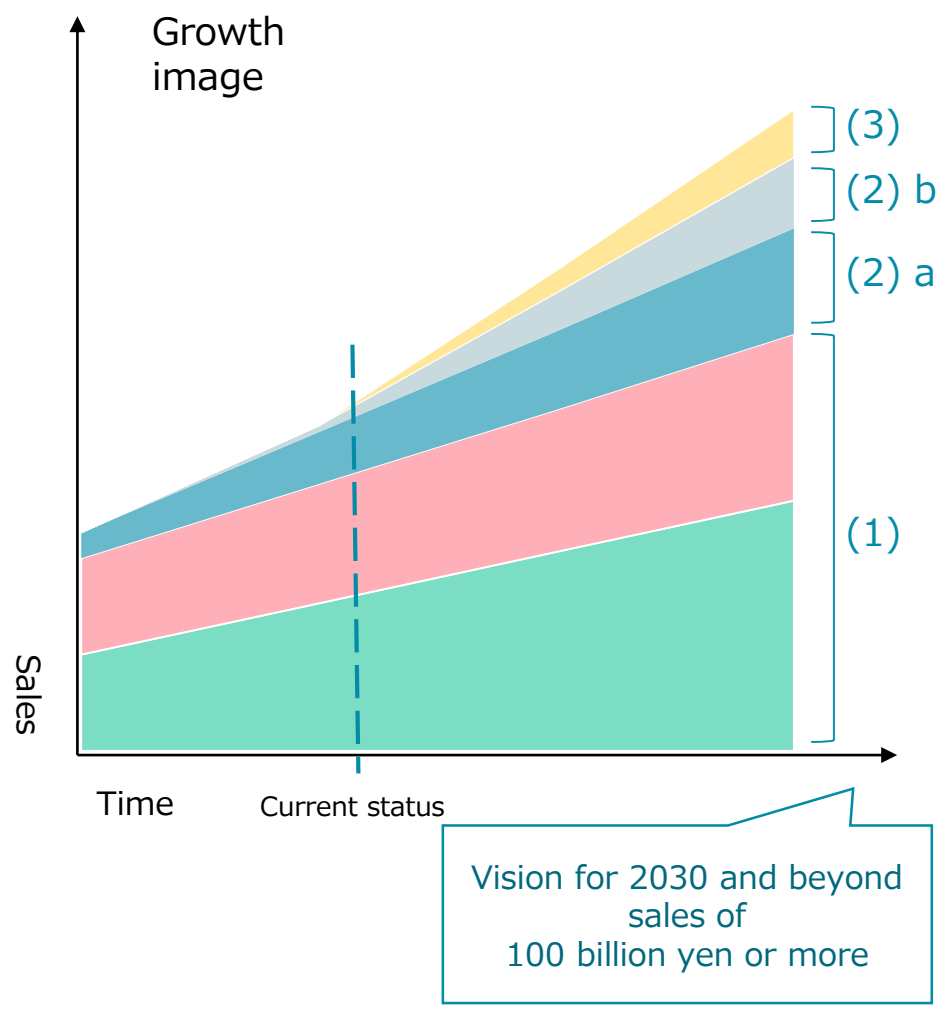 Growth
image
(3)
(2) b
(2) a
(1)
Sales
Time
Current status
Vision for 2030 and beyond
sales of
100 billion yen or more